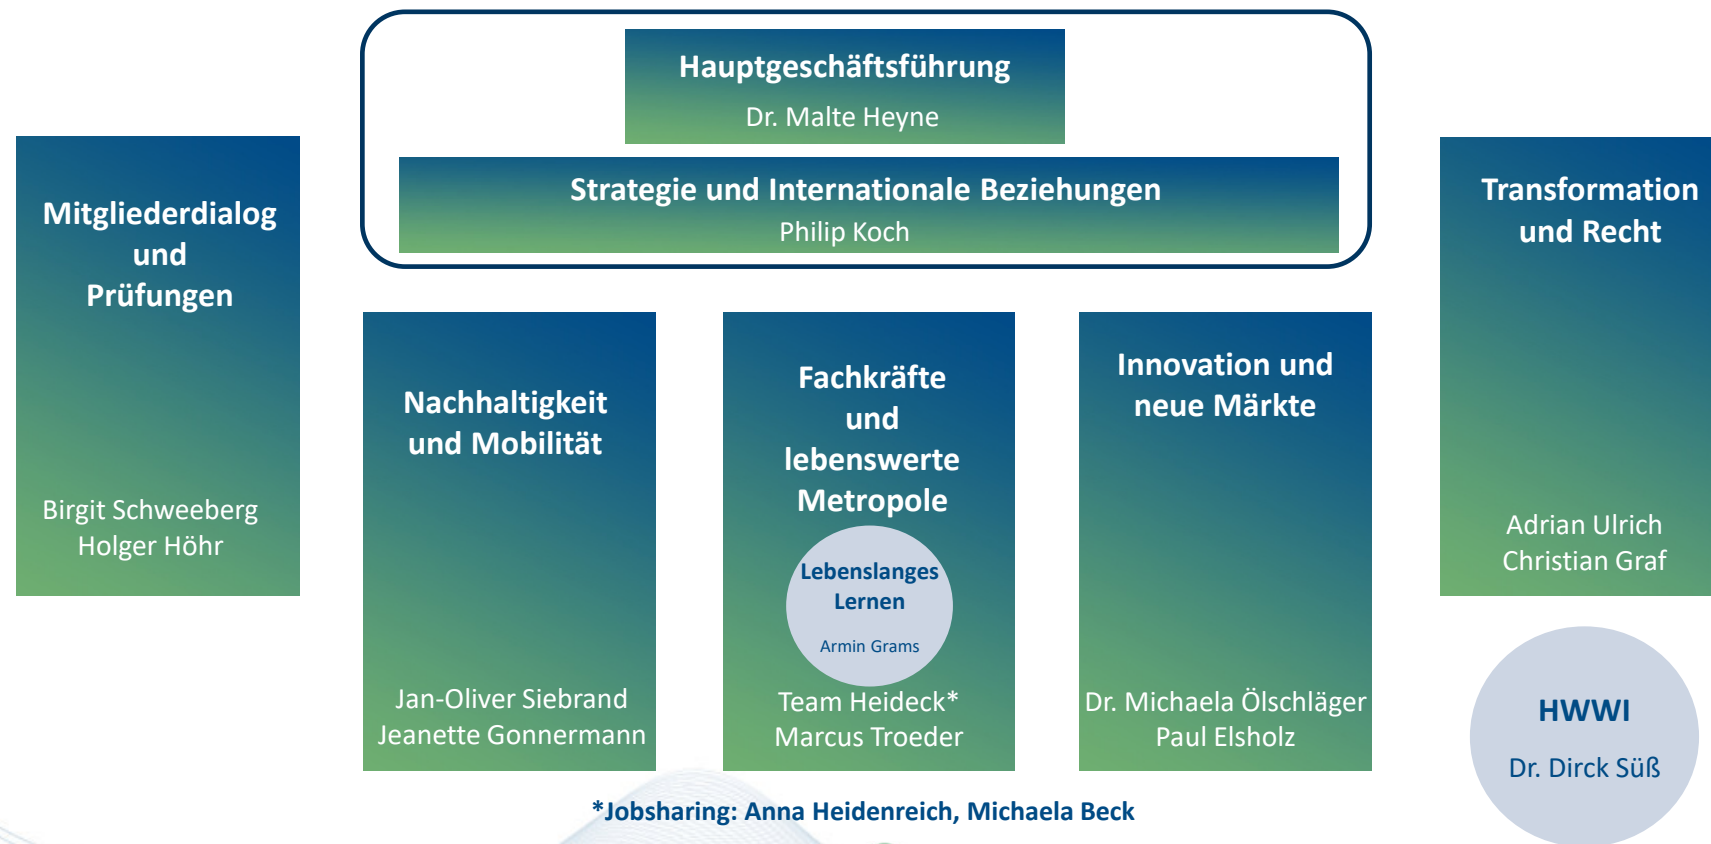 Hauptgeschäftsführung
Dr. Malte Heyne
Strategie und Internationale Beziehungen
Philip Koch
Mitgliederdialog
und
Prüfungen
Birgit Schweeberg
Holger Höhr
Nachhaltigkeit
und Mobilität
Jan-Oliver Siebrand
Jeanette Gonnermann
Fachkräfte
und
lebenswerte
Metropole
Lebenslanges
Lernen
Armin Grams
Team Heideck*
Marcus Troeder
Innovation und
neue Märkte
Dr. Michaela Ölschläger
Paul Elsholz
Transformation
und Recht
Adrian Ulrich
Christian Graf
HWWI
Dr. Dirck Süß
*Jobsharing: Anna Heidenreich, Michaela Beck